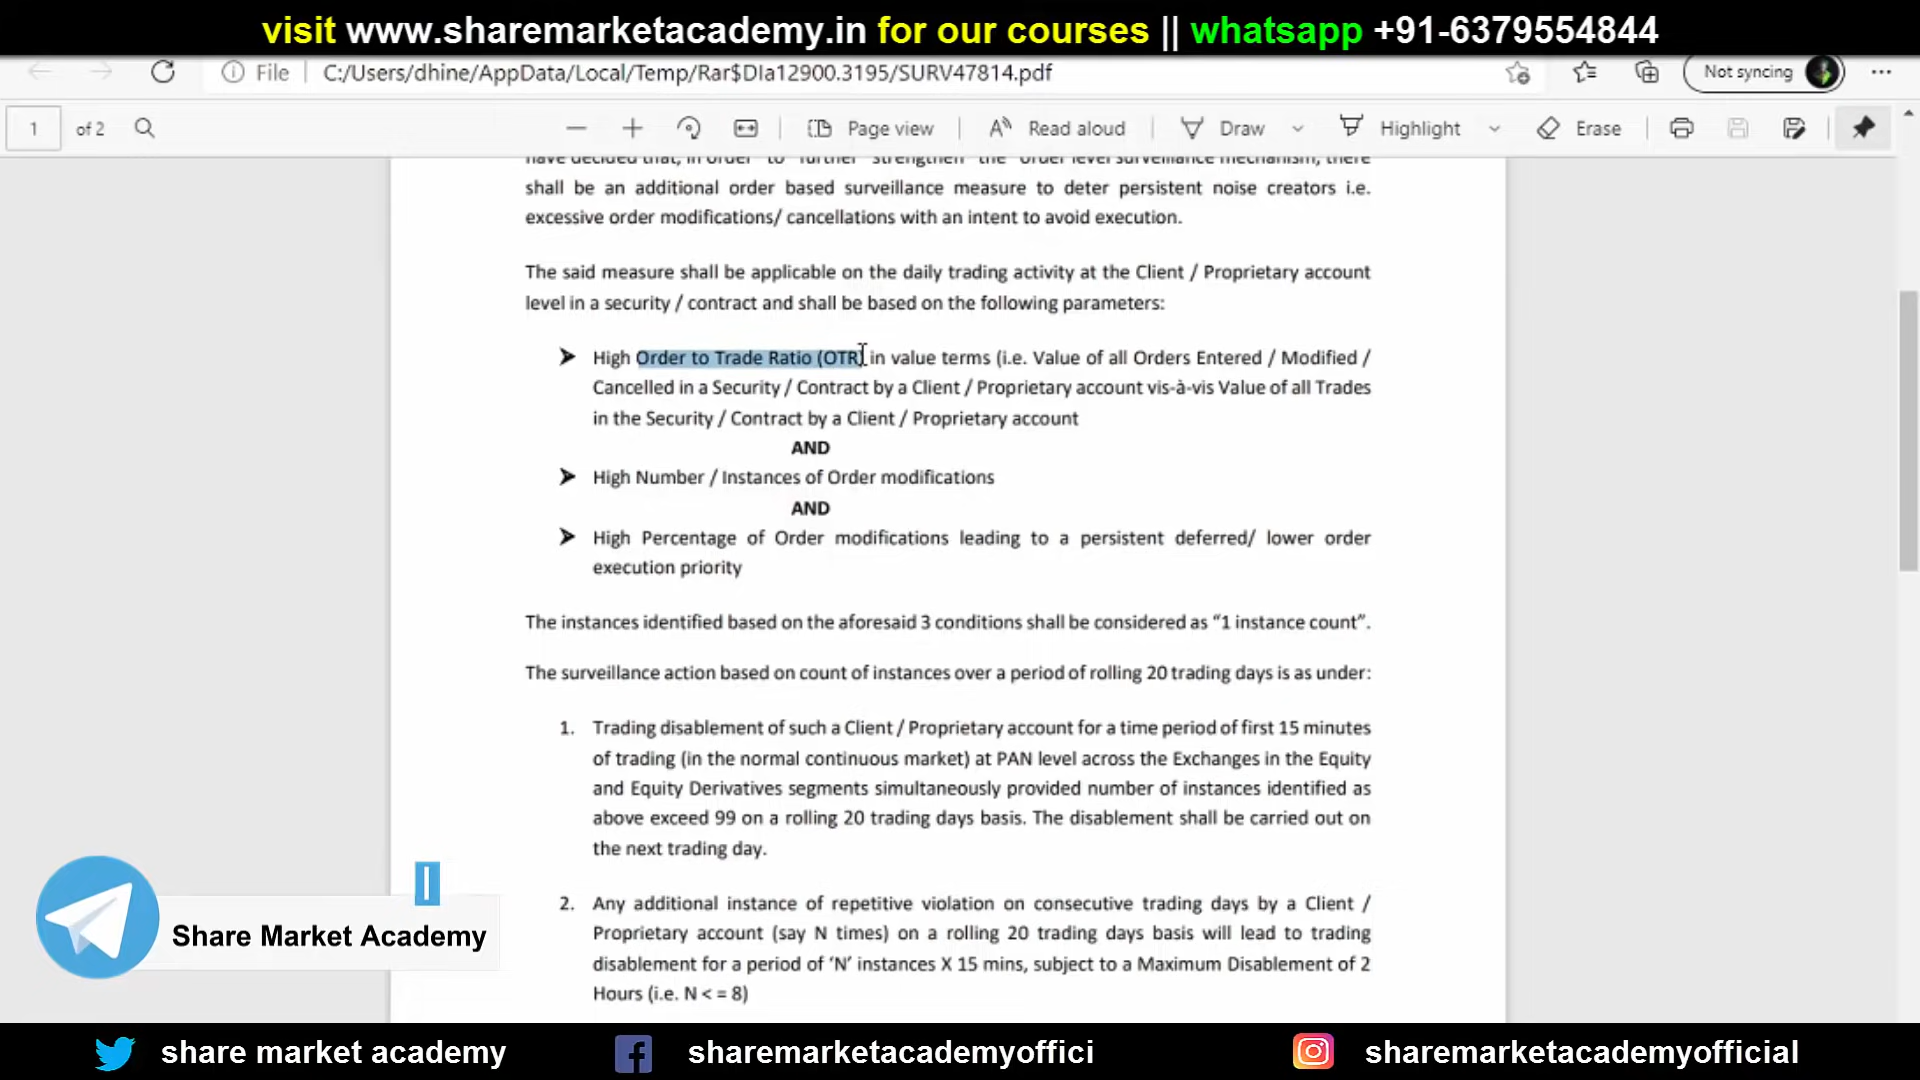 visit www.sharemarketacademy.in for our courses || whatsapp +91-6379554844
File C:/Users/dhine/AppData/Local/Temp/Rar$DIa12900.3195/SURV47814.pdf Not syncing
1 of 2 Page view Read aloud Draw Highlight Erase
have decided that, in order to further strengthen the order level surveillance mechanism, there
shall be an additional order based surveillance measure to deter persistent noise creators i.e.
excessive order modifications/ cancellations with an intent to avoid execution.
The said measure shall be applicable on the daily trading activity at the Client / Proprietary account
level in a security / contract and shall be based on the following parameters:
➤ High Order to Trade Ratio (OTR) in value terms (i.e. Value of all Orders Entered / Modified /
Cancelled in a Security / Contract by a Client / Proprietary account vis-à-vis Value of all Trades
in the Security / Contract by a Client / Proprietary account
AND
➤ High Number / Instances of Order modifications
AND
➤ High Percentage of Order modifications leading to a persistent deferred/ lower order
execution priority
The instances identified based on the aforesaid 3 conditions shall be considered as “1 instance count”.
The surveillance action based on count of instances over a period of rolling 20 trading days is as under:
1. Trading disablement of such a Client / Proprietary account for a time period of first 15 minutes
of trading (in the normal continuous market) at PAN level across the Exchanges in the Equity
and Equity Derivatives segments simultaneously provided number of instances identified as
above exceed 99 on a rolling 20 trading days basis. The disablement shall be carried out on
the next trading day.
2. Any additional instance of repetitive violation on consecutive trading days by a Client /
Proprietary account (say N times) on a rolling 20 trading days basis will lead to trading
disablement for a period of ‘N’ instances X 15 mins, subject to a Maximum Disablement of 2
Hours (i.e. N < = 8)
Share Market Academy
share market academy sharemarketacademyoffici sharemarketacademyofficial